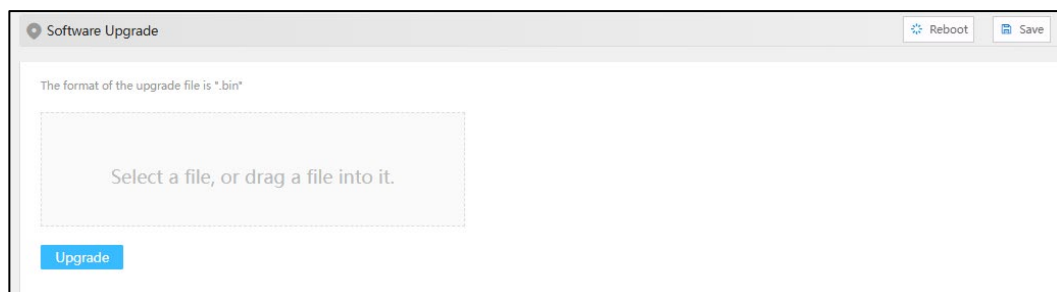 Software Upgrade
Reboot
Save
The format of the upgrade file is ".bin"
Select a file, or drag a file into it.
Upgrade